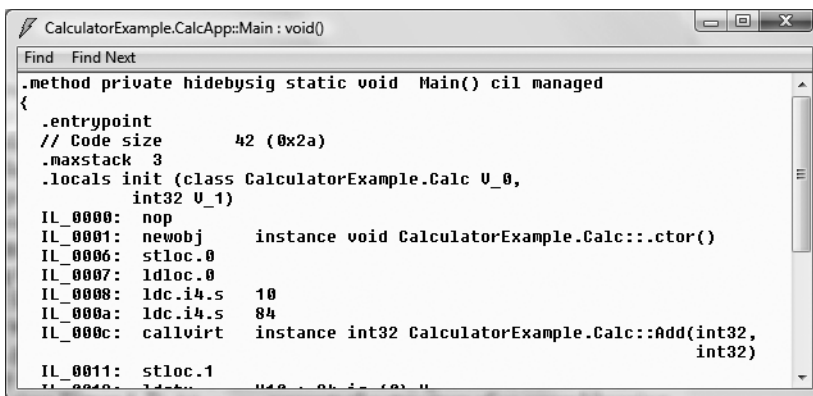 CalculatorExample.CalcApp::Main : void()
Find Find Next
.method private hidebysig static void  Main() cil managed
{
  .entrypoint
  // Code size       42 (0x2a)
  .maxstack  3
  .locals init (class CalculatorExample.Calc V_0,
           int32 V_1)
  IL_0000:  nop
  IL_0001:  newobj     instance void CalculatorExample.Calc::.ctor()
  IL_0006:  stloc.0
  IL_0007:  ldloc.0
  IL_0008:  ldc.i4.s   10
  IL_000a:  ldc.i4.s   84
  IL_000c:  callvirt   instance int32 CalculatorExample.Calc::Add(int32,
                                                                  int32)
  IL_0011:  stloc.1